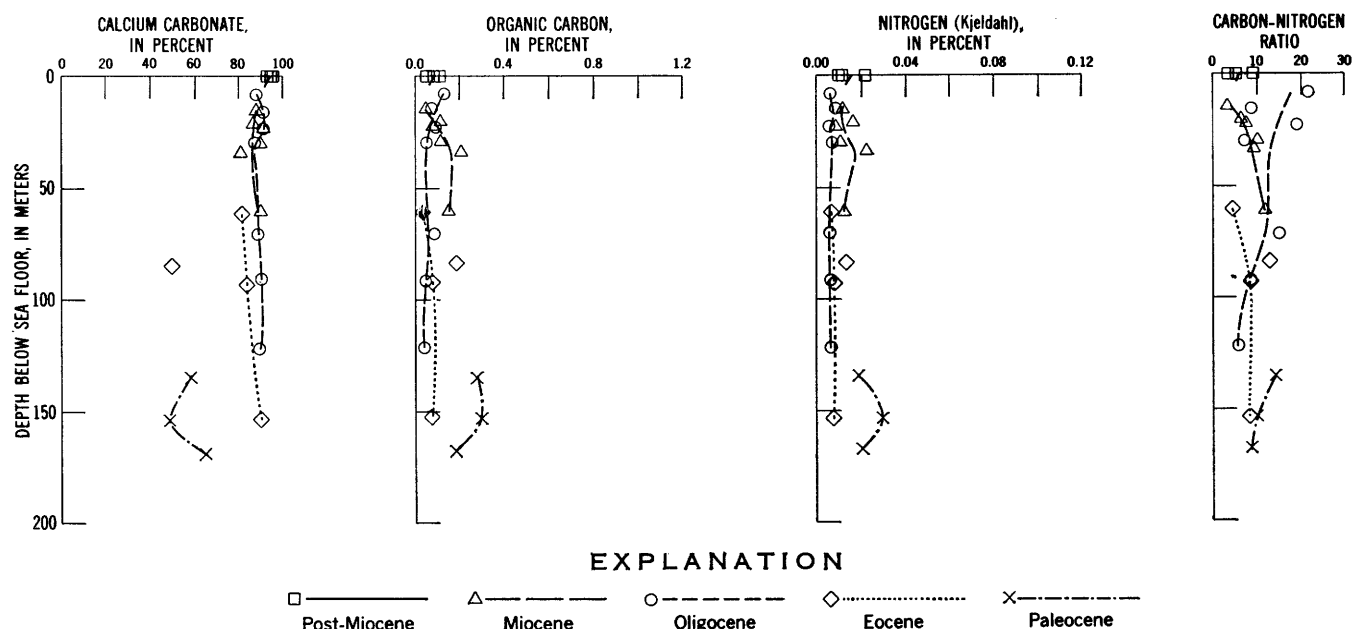 CALCIUM CARBONATE,
IN PERCENT
0 20 40 60 80 100
ORGANIC CARBON,
IN PERCENT
0.0 0.4 0.8 1.2
NITROGEN (Kjeldahl),
IN PERCENT
0.00 0.04 0.08 0.12
CARBON-NITROGEN
RATIO
0 10 20 30
DEPTH BELOW SEA FLOOR, IN METERS
0
50
100
150
200
EXPLANATION
Post-Miocene Miocene Oligocene Eocene Paleocene